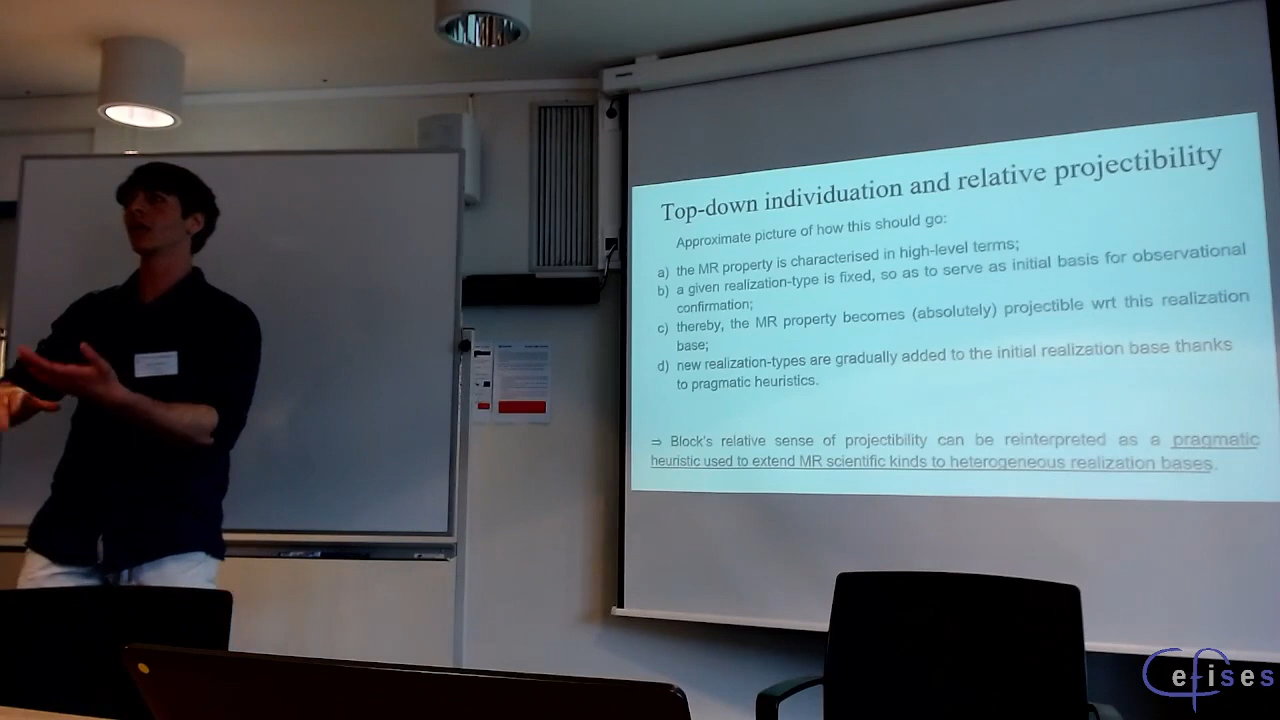 Top-down individuation and relative projectibility
Approximate picture of how this should go:
a) the MR property is characterised in high-level terms;
b) a given realization-type is fixed, so as to serve as initial basis for observational
confirmation;
c) thereby, the MR property becomes (absolutely) projectible wrt this realization
base;
d) new realization-types are gradually added to the initial realization base thanks
to pragmatic heuristics.
⇒ Block's relative sense of projectibility can be reinterpreted as a pragmatic
heuristic used to extend MR scientific kinds to heterogeneous realization bases.
Cefises